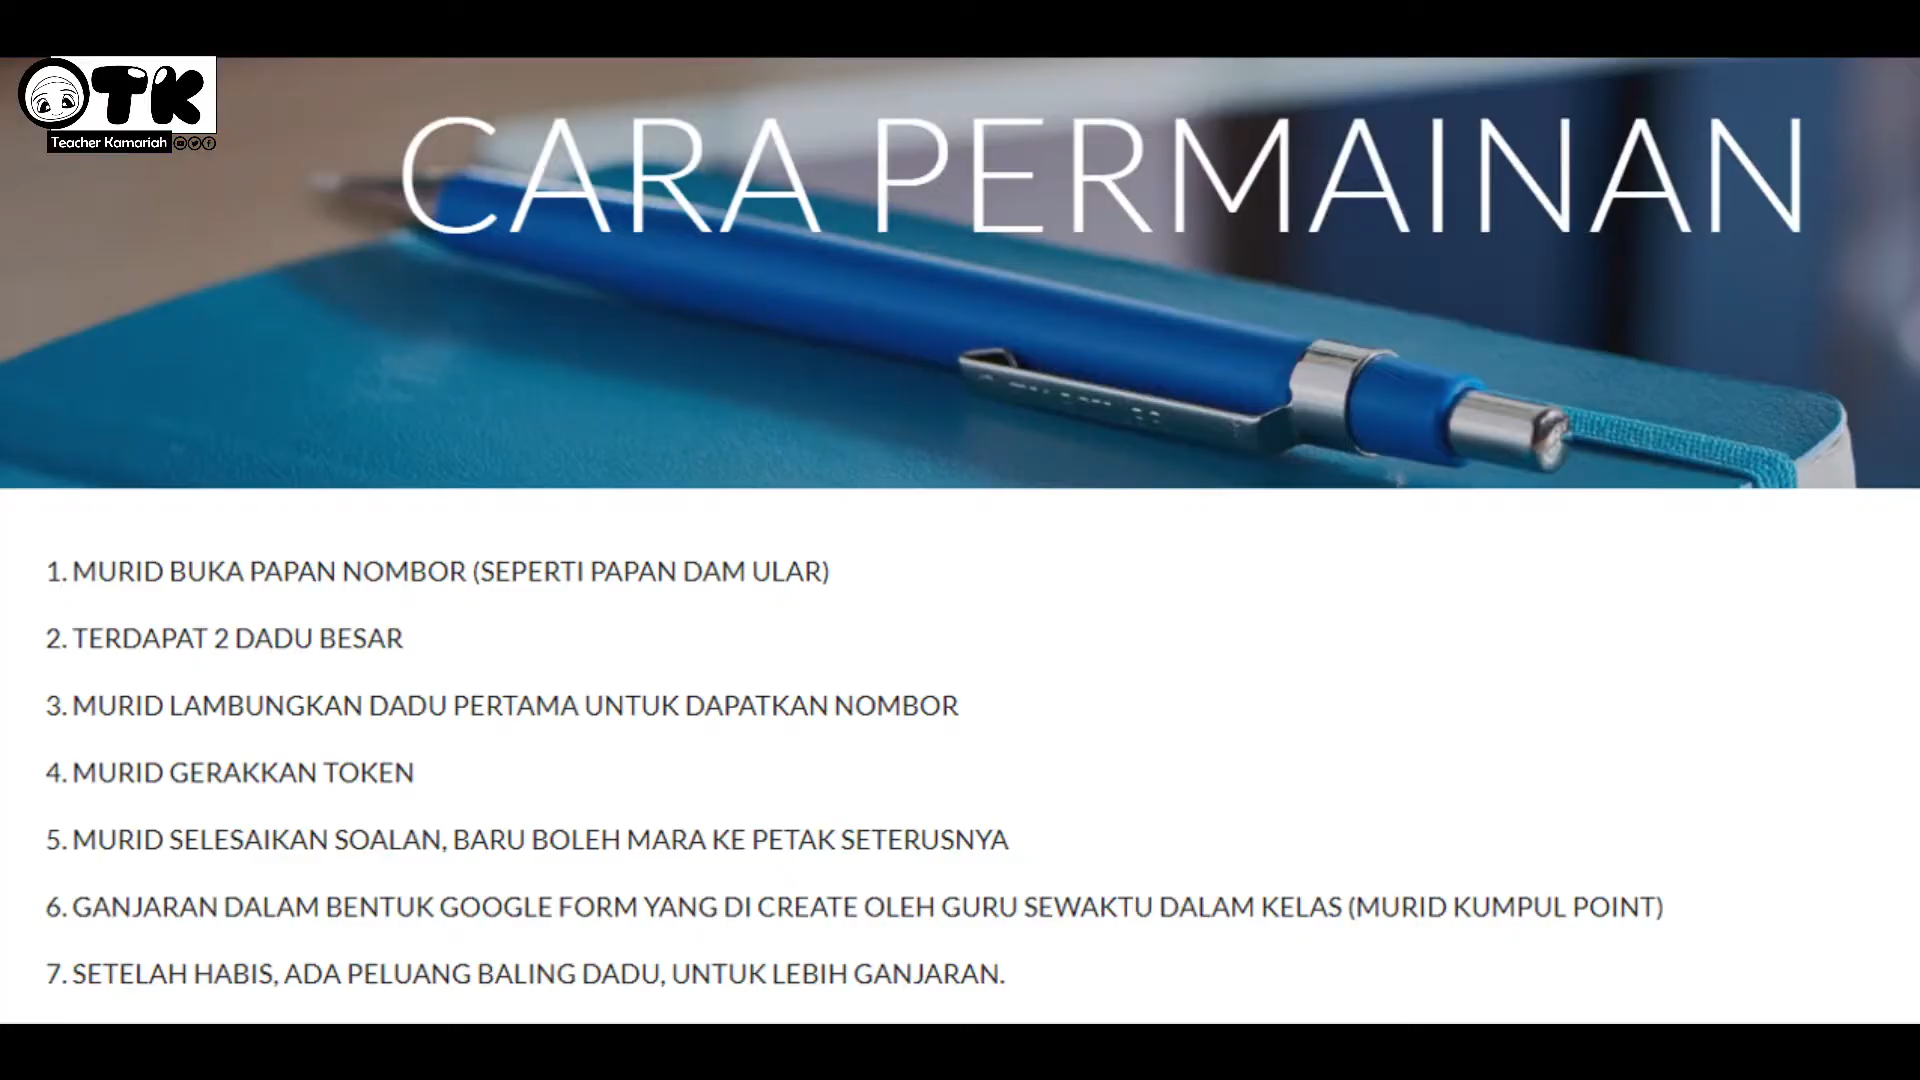 TK
Teacher Kamariah
CARA PERMAINAN
1. MURID BUKA PAPAN NOMBOR (SEPERTI PAPAN DAM ULAR)
2. TERDAPAT 2 DADU BESAR
3. MURID LAMBUNGKAN DADU PERTAMA UNTUK DAPATKAN NOMBOR
4. MURID GERAKKAN TOKEN
5. MURID SELESAIKAN SOALAN, BARU BOLEH MARA KE PETAK SETERUSNYA
6. GANJARAN DALAM BENTUK GOOGLE FORM YANG DI CREATE OLEH GURU SEWAKTU DALAM KELAS (MURID KUMPUL POINT)
7. SETELAH HABIS, ADA PELUANG BALING DADU, UNTUK LEBIH GANJARAN.